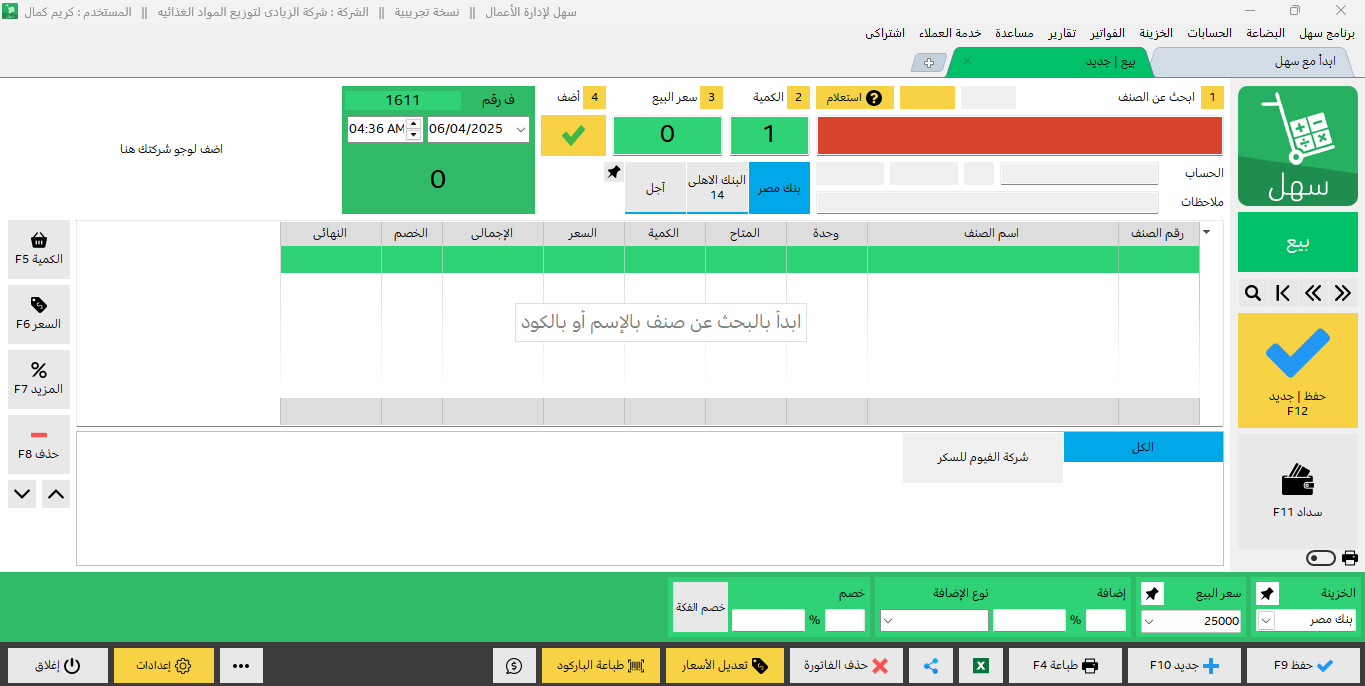 سهل لإدارة الأعمال || نسخة تجريبية || الشركة : شركة الزيادى لتوزيع المواد الغذائيه || المستخدم : كريم كمال
برنامج سهل البضاعة الحسابات الخزينة الفواتير تقارير مساعدة خدمة العملاء اشتراكى
ابدأ مع سهل
بيع | جديد
سهل
بيع
حفظ | جديد
F12
سداد F11
1 ابحث عن الصنف
استعلام
2 الكمية
3 سعر البيع
4 أضف
1
0
ف رقم 1611
06/04/2025 04:36 AM
0
اضف لوجو شركتك هنا
الحساب
ملاحظات
بنك مصر
البنك الاهلى
14
آجل
رقم الصنف اسم الصنف وحدة المتاح الكمية السعر الإجمالى الخصم النهائى
ابدأ بالبحث عن صنف بالإسم أو بالكود
الكمية F5
السعر F6
المزيد F7
حذف F8
الكل
شركة الفيوم للسكر
الخزينة
بنك مصر
سعر البيع
25000
إضافة
%
نوع الإضافة
خصم
%
خصم الفكة
حفظ F9
جديد F10
طباعة F4
حذف الفاتورة
تعديل الأسعار
طباعة الباركود
إعدادات
إغلاق